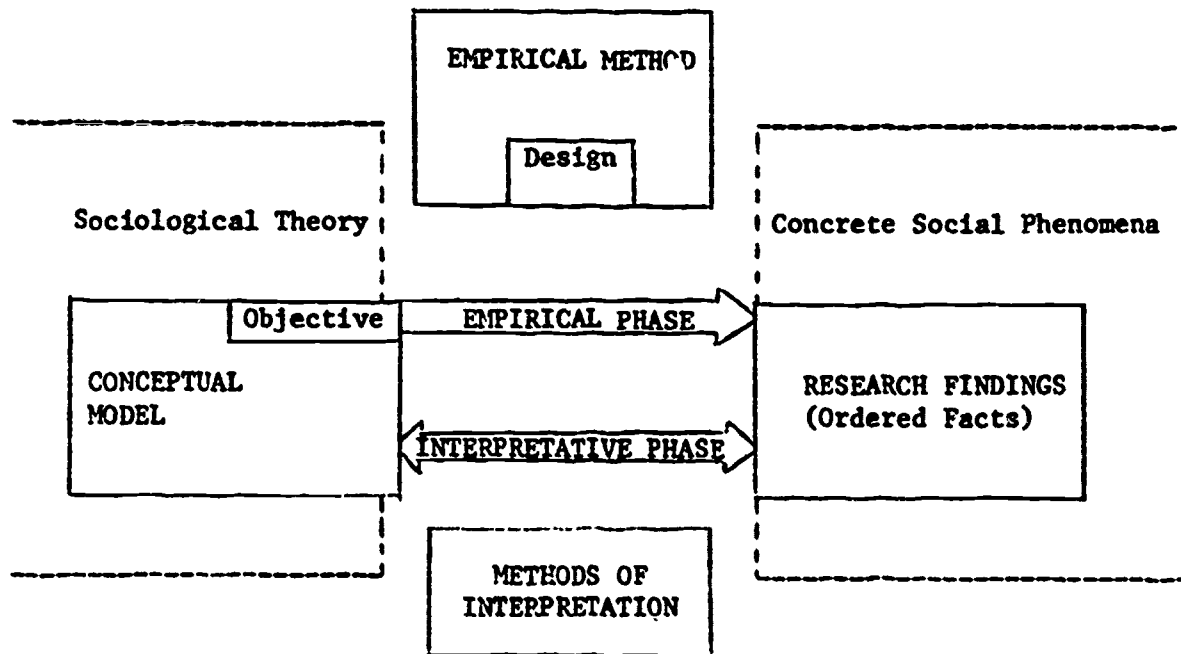 EMPIRICAL METHOD
Design
Sociological Theory
Concrete Social Phenomena
Objective
EMPIRICAL PHASE
CONCEPTUAL
MODEL
RESEARCH FINDINGS
(Ordered Facts)
INTERPRETATIVE PHASE
METHODS OF
INTERPRETATION